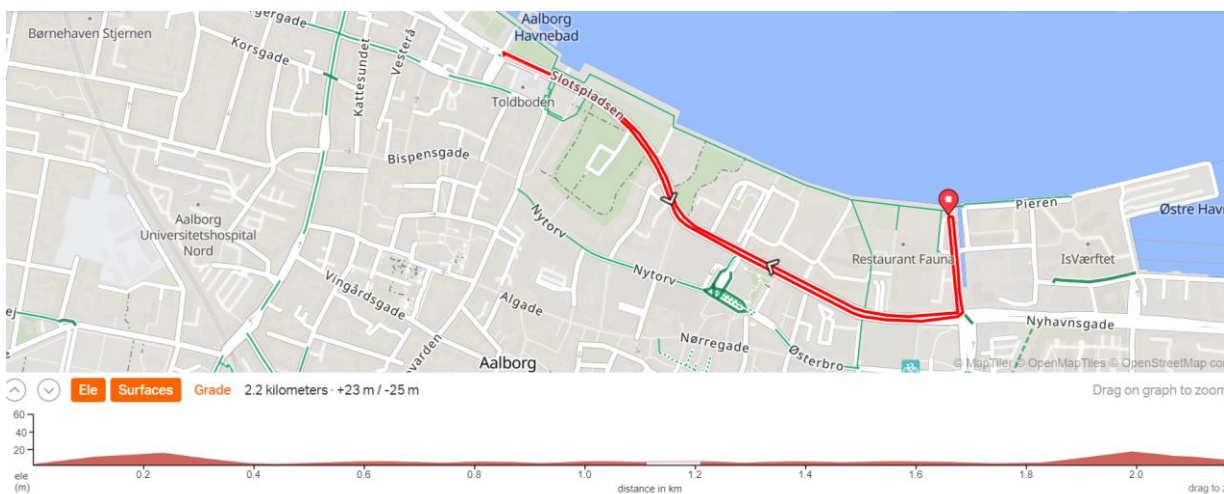 Aalborg
Havnebad
Børnehaven Stjernen
Korsgade
Kattesundet
Vesterå
Slotspladsen
Toldboden
Bispensgade
Nytorv
Aalborg
Universitetshospital
Nord
Nytorv
Vingårdsgade
Algade
Aalborg
Nørregade
Østerbro
Restaurant Fauna
Pieren
Østre Havn
IsVærftet
Nyhavnsgade
© MapTiler © OpenMapTiles © OpenStreetMap con
Ele Surfaces Grade 2.2 kilometers · +23 m / -25 m Drag on graph to zoom
60
40
20
ele
(m)
0.2 0.4 0.6 0.8 1.0 1.2 1.4 1.6 1.8 2.0
distance in km
drag to z